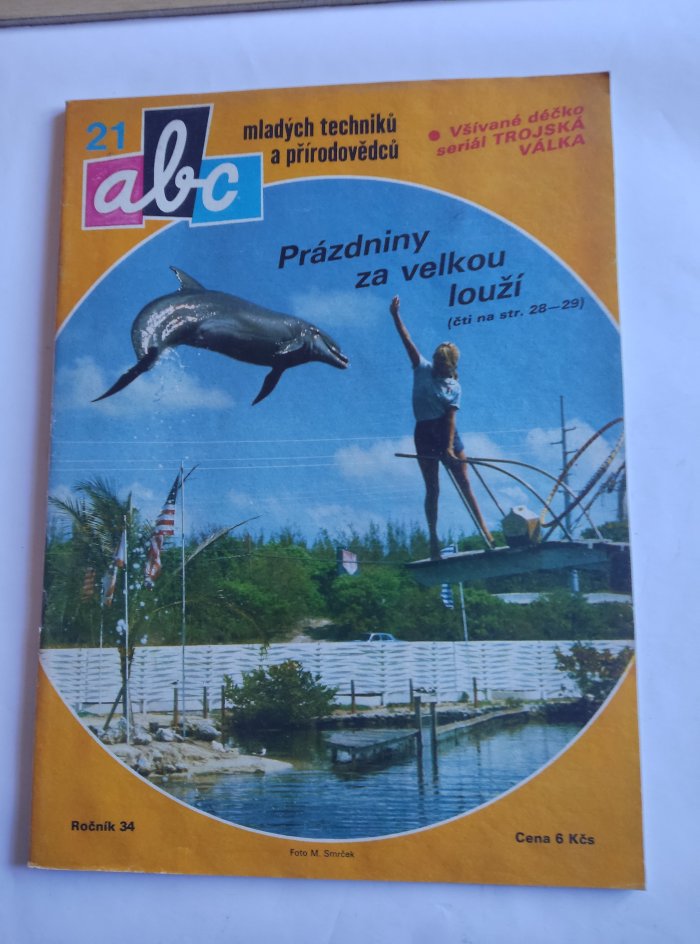 21
abc
mladých techniků
a přírodovědců
● Všívané déčko
seriál TROJSKÁ
VÁLKA
Prázdniny
za velkou
louží
(čti na str. 28—29)
Ročník 34
Cena 6 Kčs
Foto M. Smrček